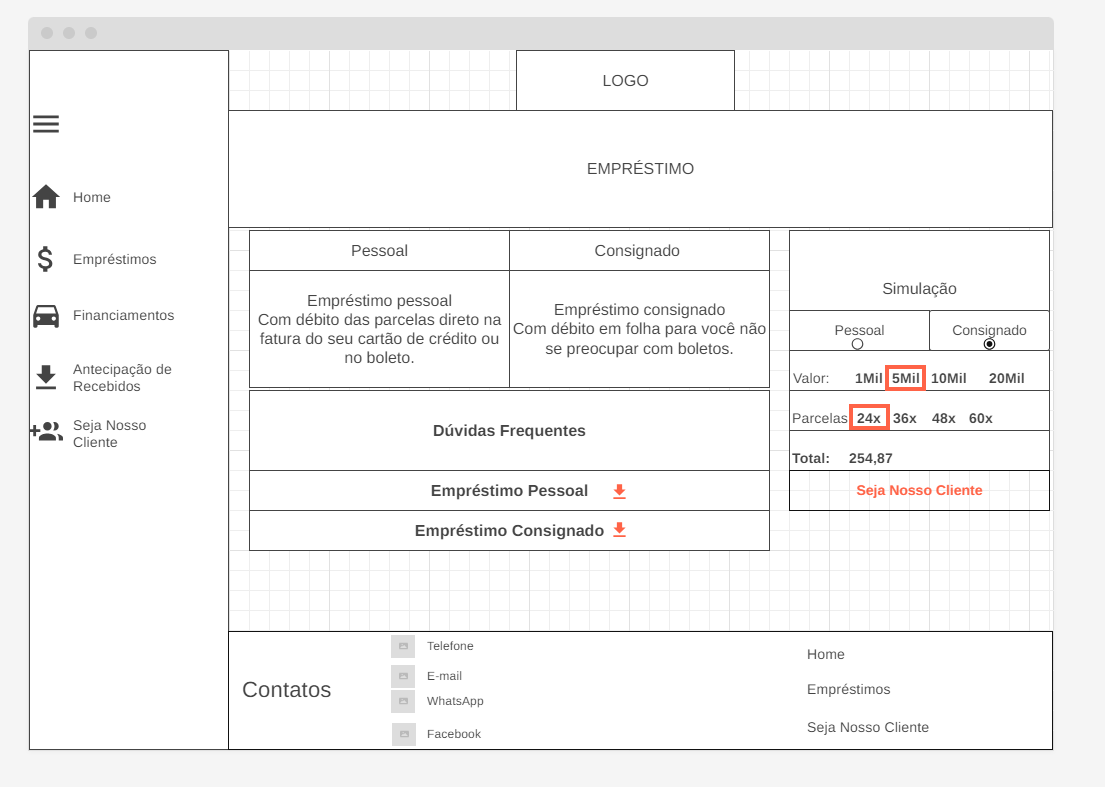 LOGO
EMPRÉSTIMO
Home
Empréstimos
Financiamentos
Antecipação de
Recebidos
Seja Nosso
Cliente
Pessoal
Consignado
Empréstimo pessoal
Com débito das parcelas direto na
fatura do seu cartão de crédito ou
no boleto.
Empréstimo consignado
Com débito em folha para você não
se preocupar com boletos.
Dúvidas Frequentes
Empréstimo Pessoal
Empréstimo Consignado
Simulação
Pessoal
Consignado
Valor: 1Mil 5Mil 10Mil 20Mil
Parcelas 24x 36x 48x 60x
Total: 254,87
Seja Nosso Cliente
Contatos
Telefone
E-mail
WhatsApp
Facebook
Home
Empréstimos
Seja Nosso Cliente